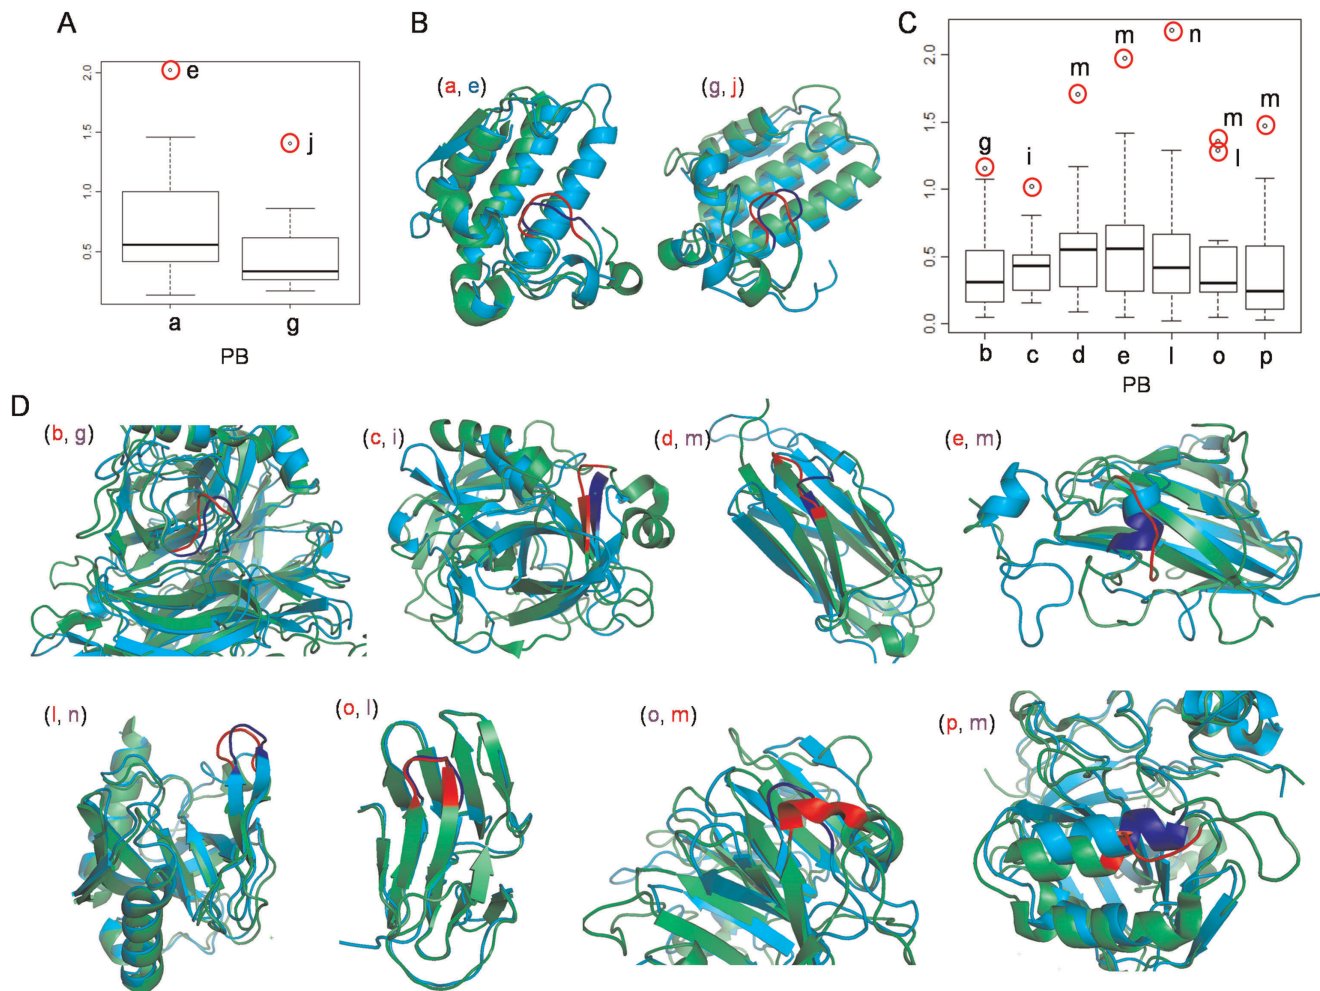 A
2.0
1.5
1.0
0.5
e
j
a
g
PB
B
(a, e)
(g, j)
C
2.0
1.5
1.0
0.5
0.0
g
i
m
m
n
m
l
m
b
c
d
e
l
o
p
PB
D
(b, g)
(c, i)
(d, m)
(e, m)
(l, n)
(o, l)
(o, m)
(p, m)